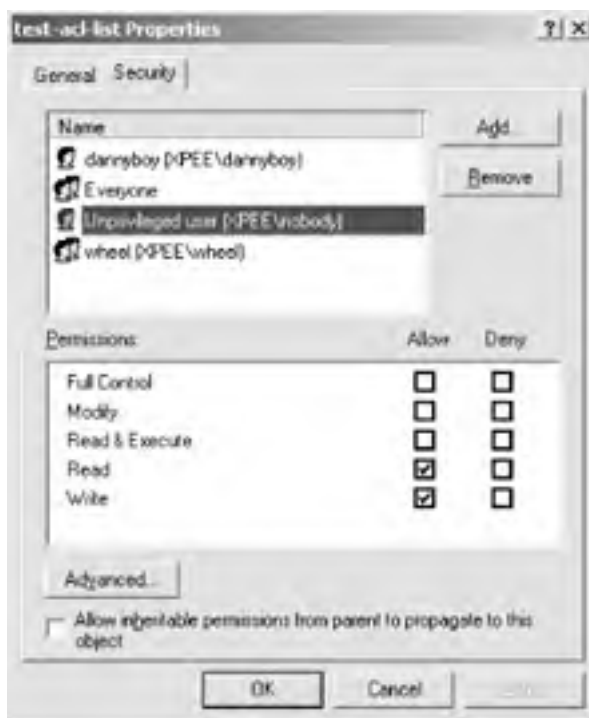 test-acl-list Properties
? X
General Security
Name
Add...
dannyboy (XPEE\dannyboy)
Remove
Everyone
Unprivileged user (XPEE\nobody)
wheel (XPEE\wheel)
Permissions: Allow Deny
Full Control
Modify
Read & Execute
Read
Write
Advanced...
Allow inheritable permissions from parent to propagate to this
object
OK Cancel